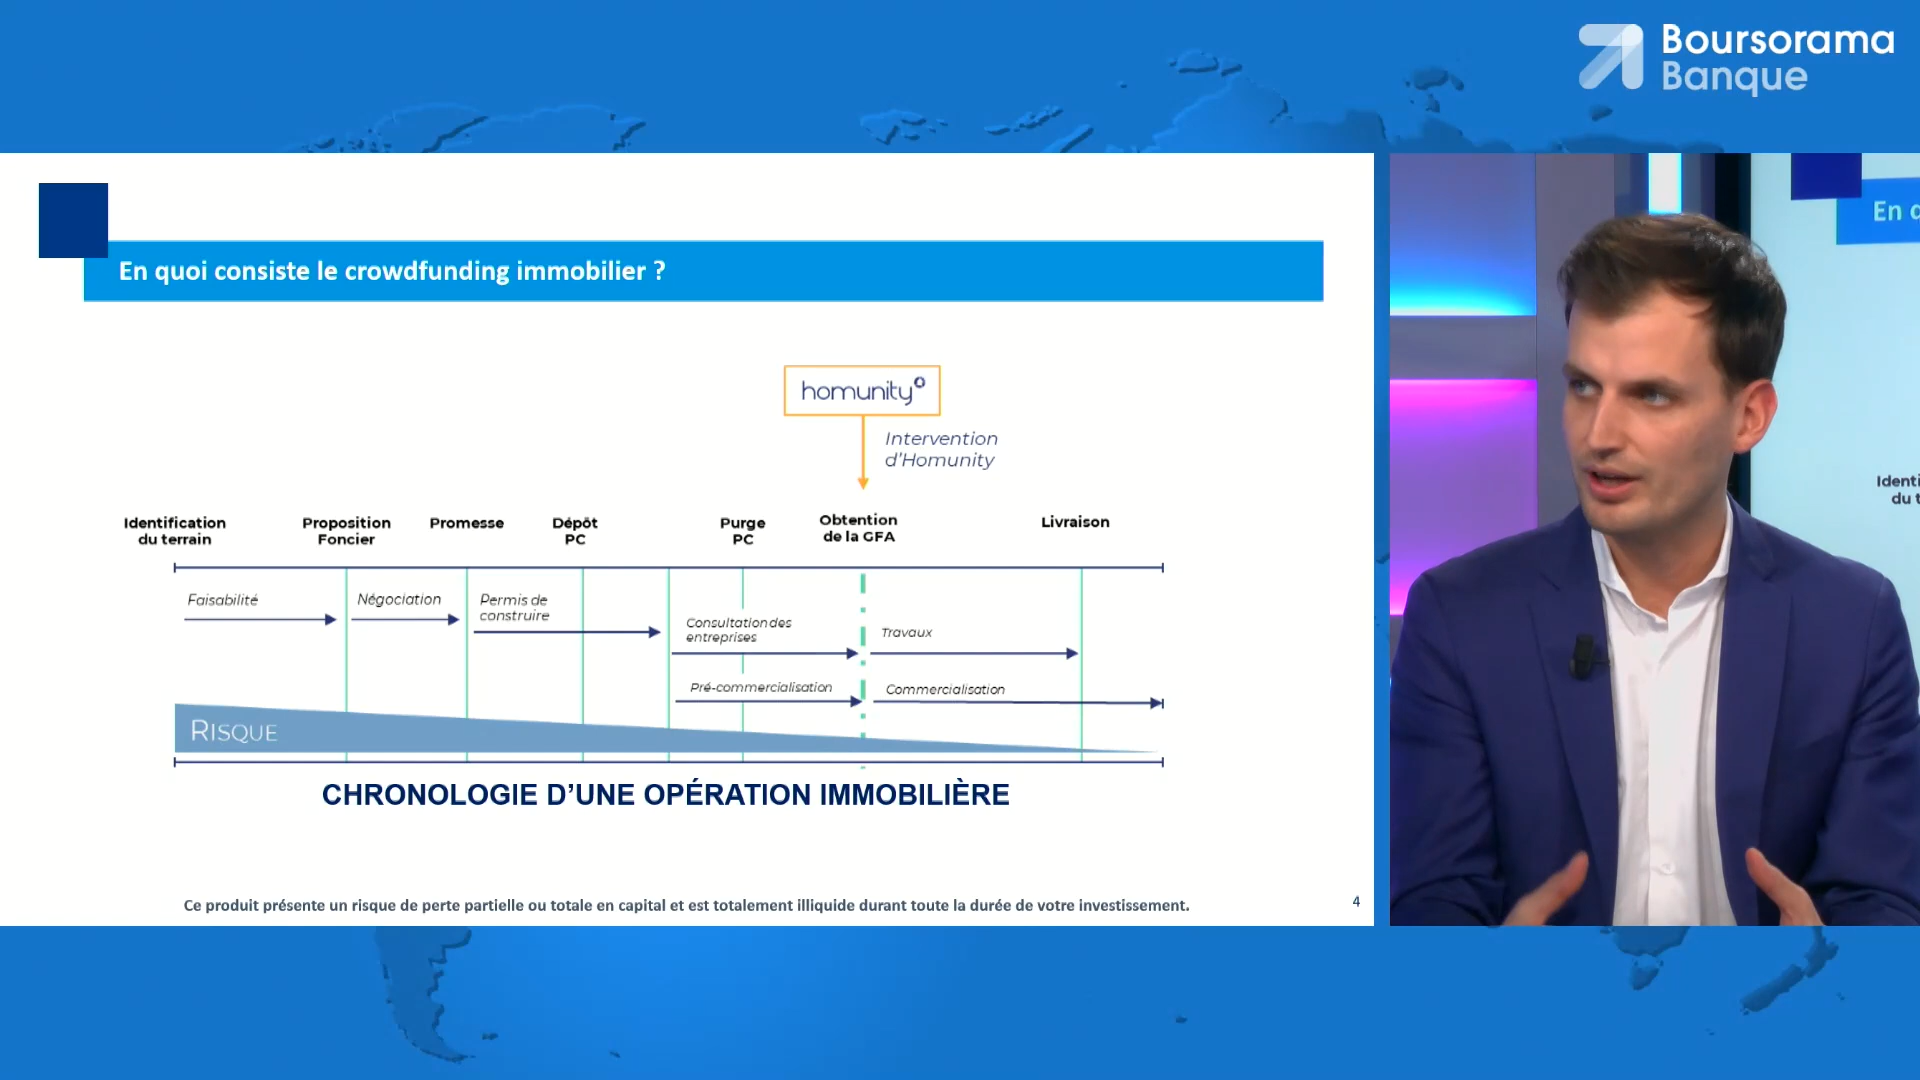 Boursorama
Banque
En quoi consiste le crowdfunding immobilier ?
homunity
Intervention
d'Homunity
Identification
du terrain
Proposition
Foncier
Promesse
Dépôt
PC
Purge
PC
Obtention
de la GFA
Livraison
Faisabilité
Négociation
Permis de
construire
Consultation des
entreprises
Travaux
Pré-commercialisation
Commercialisation
RISQUE
CHRONOLOGIE D’UNE OPÉRATION IMMOBILIÈRE
Ce produit présente un risque de perte partielle ou totale en capital et est totalement illiquide durant toute la durée de votre investissement.
4
En